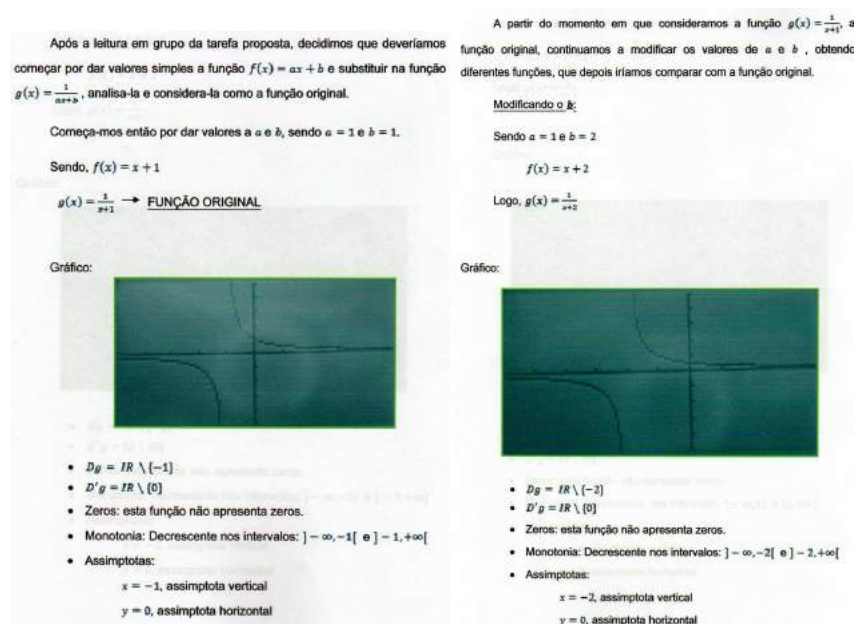 Após a leitura em grupo da tarefa proposta, decidimos que deveríamos
começar por dar valores simples a função f(x) = ax + b e substituir na função
g(x) = 1/(ax+b), analisa-la e considera-la como a função original.
Começa-mos então por dar valores a a e b, sendo a = 1 e b = 1.
Sendo, f(x) = x + 1
g(x) = 1/(x+1) → FUNÇÃO ORIGINAL
Gráfico:
• Dg = IR \ {−1}
• D'g = IR \ {0}
• Zeros: esta função não apresenta zeros.
• Monotonia: Decrescente nos intervalos: ]−∞,−1[ e ]−1,+∞[
• Assimptotas:
x = −1, assimptota vertical
y = 0, assimptota horizontal
A partir do momento em que consideramos a função g(x) = 1/(x+1), a
função original, continuamos a modificar os valores de a e b , obtendo
diferentes funções, que depois iríamos comparar com a função original.
Modificando o b:
Sendo a = 1 e b = 2
f(x) = x + 2
Logo, g(x) = 1/(x+2)
Gráfico:
• Dg = IR \ {−2}
• D'g = IR \ {0}
• Zeros: esta função não apresenta zeros.
• Monotonia: Decrescente nos intervalos: ]−∞,−2[ e ]−2,+∞[
• Assimptotas:
x = −2, assimptota vertical
y = 0, assimptota horizontal